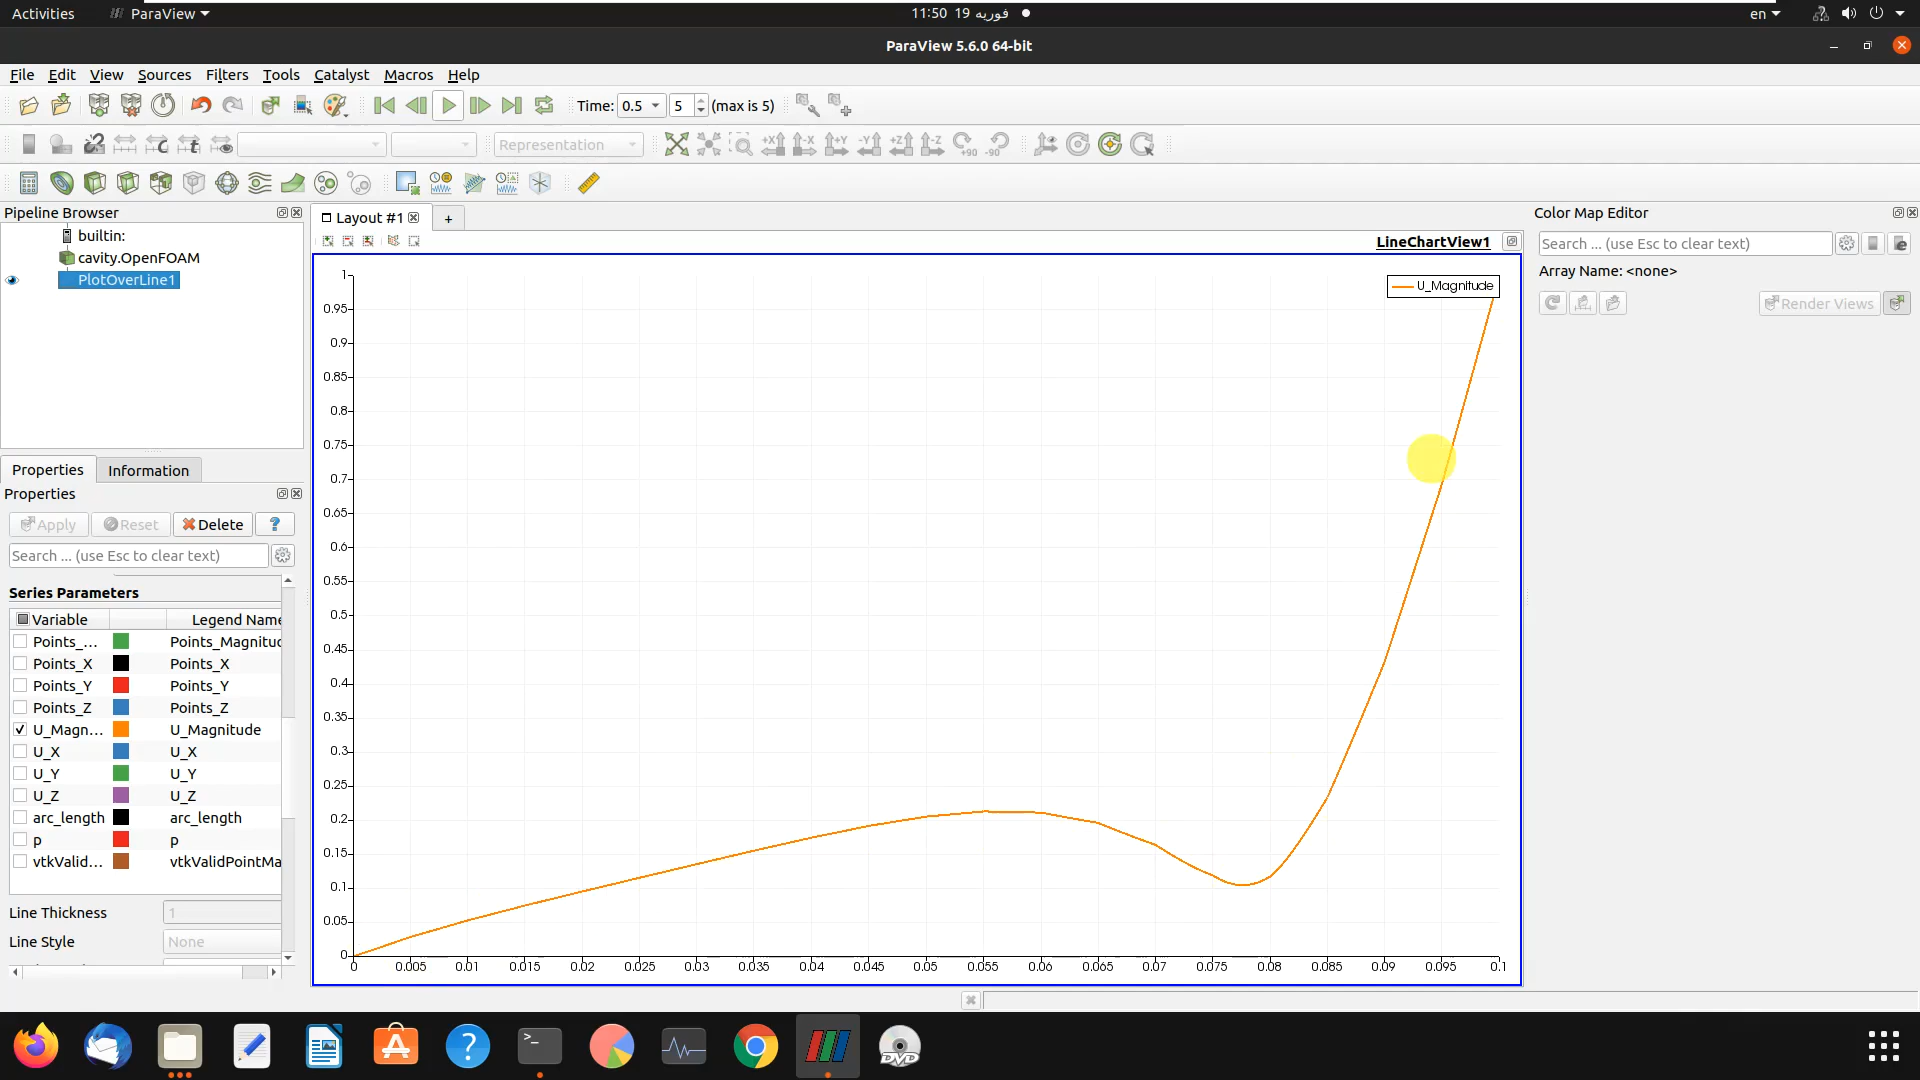 Activities
ParaView
11:50 19 فوریه
en
ParaView 5.6.0 64-bit
File Edit View Sources Filters Tools Catalyst Macros Help
Time: 0.5 5 (max is 5)
Representation
+X -X +Y -Y +Z -Z +90 -90
Pipeline Browser
builtin:
cavity.OpenFOAM
PlotOverLine1
Properties Information
Properties
Apply Reset Delete ?
Search ... (use Esc to clear text)
Series Parameters
Variable Legend Name
Points_... Points_Magnitud
Points_X Points_X
Points_Y Points_Y
Points_Z Points_Z
U_Magn... U_Magnitude
U_X U_X
U_Y U_Y
U_Z U_Z
arc_length arc_length
p p
vtkValid... vtkValidPointMa
Line Thickness 1
Line Style None
Layout #1 +
LineChartView1
U_Magnitude
1
0.95
0.9
0.85
0.8
0.75
0.7
0.65
0.6
0.55
0.5
0.45
0.4
0.35
0.3
0.25
0.2
0.15
0.1
0.05
0
0 0.005 0.01 0.015 0.02 0.025 0.03 0.035 0.04 0.045 0.05 0.055 0.06 0.065 0.07 0.075 0.08 0.085 0.09 0.095 0.1
Color Map Editor
Search ... (use Esc to clear text)
Array Name: <none>
Render Views
DVD